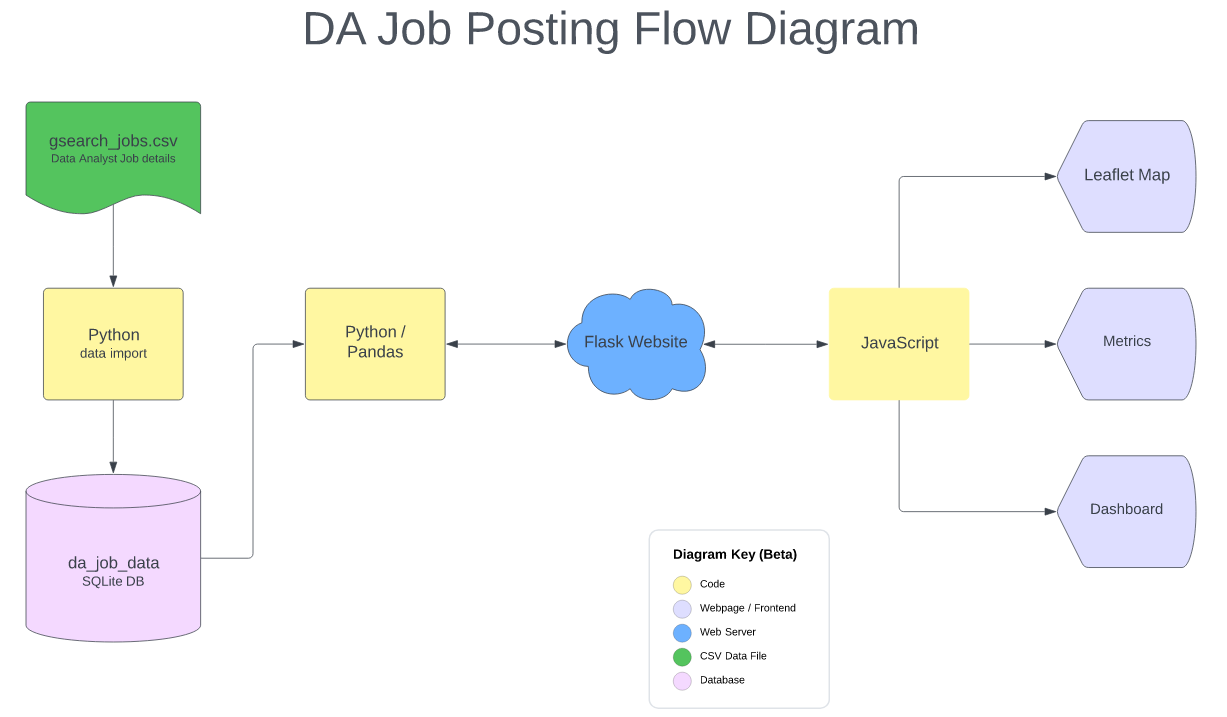 DA Job Posting Flow Diagram
gsearch_jobs.csv
Data Analyst Job details
Python
data import
da_job_data
SQLite DB
Python /
Pandas
Flask Website
JavaScript
Leaflet Map
Metrics
Dashboard
Diagram Key (Beta)
Code
Webpage / Frontend
Web Server
CSV Data File
Database